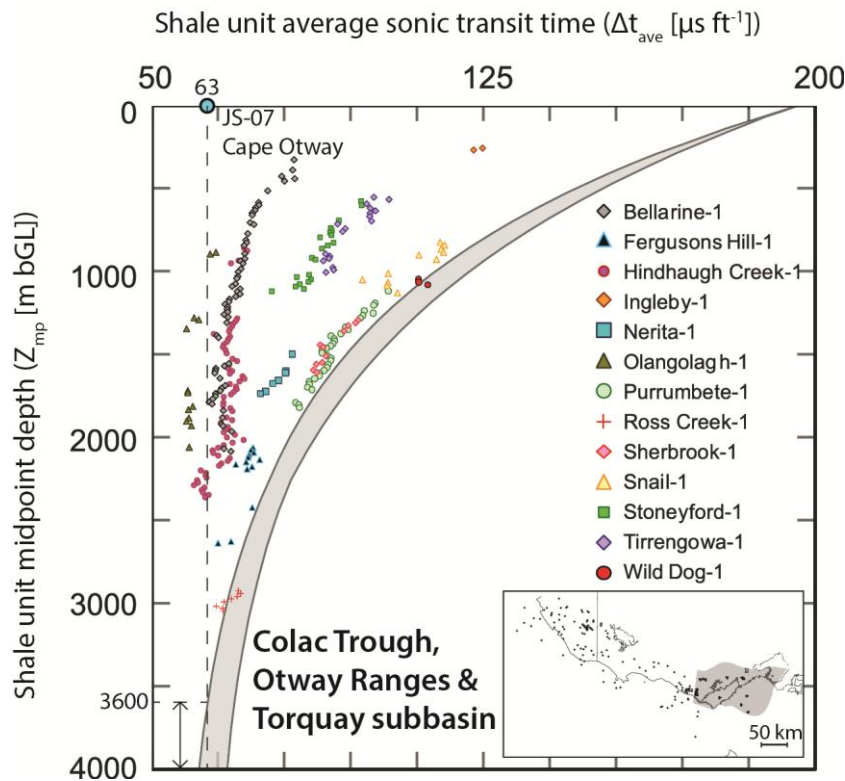 Shale unit average sonic transit time (Δt_ave [μs ft⁻¹])
50 125 200
63
JS-07
Cape Otway
0
1000
2000
3000
3600
4000
Shale unit midpoint depth (Z_mp [m bGL])
Bellarine-1
Fergusons Hill-1
Hindhaugh Creek-1
Ingleby-1
Nerita-1
Olangolagh-1
Purrumbete-1
Ross Creek-1
Sherbrook-1
Snail-1
Stoneyford-1
Tirrengowa-1
Wild Dog-1
Colac Trough,
Otway Ranges &
Torquay subbasin
50 km